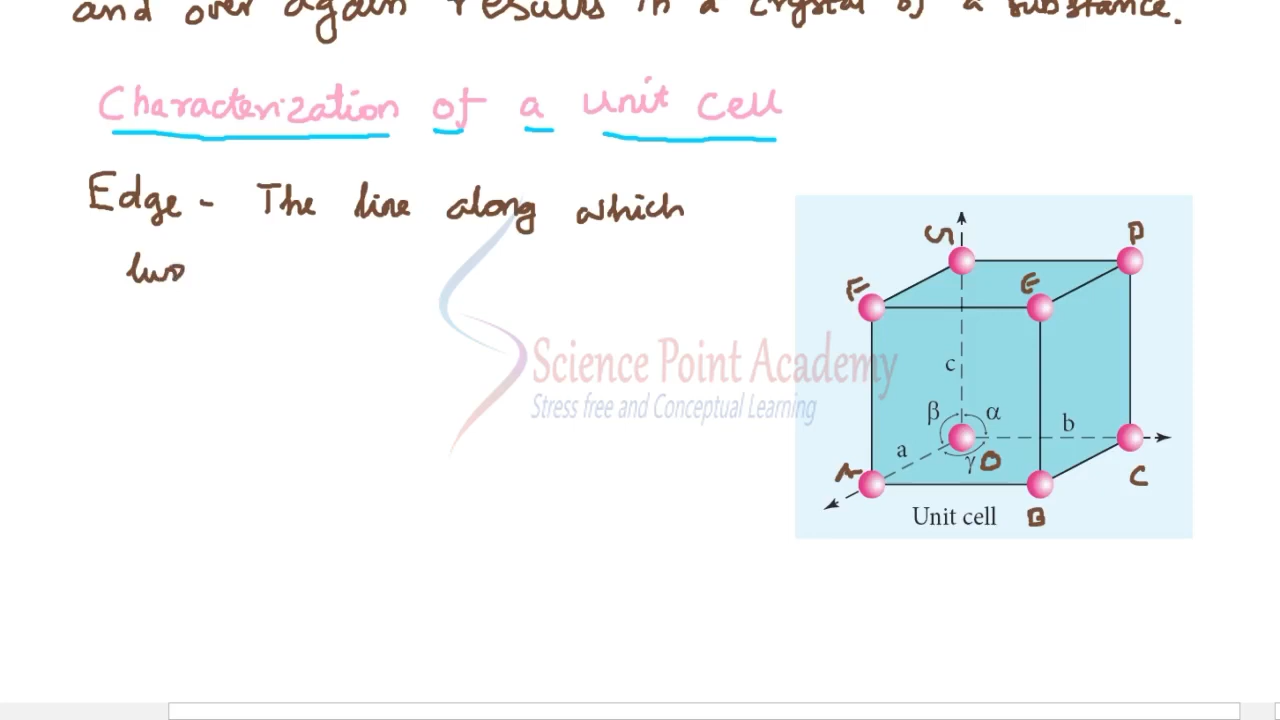 and over again results in a crystal of a substance.
Characterization of a Unit Cell
Edge - The line along which
two
Science Point Academy
Stress free and Conceptual Learning
G
D
F
E
c
β
α
b
a
γ
O
A
C
B
Unit cell